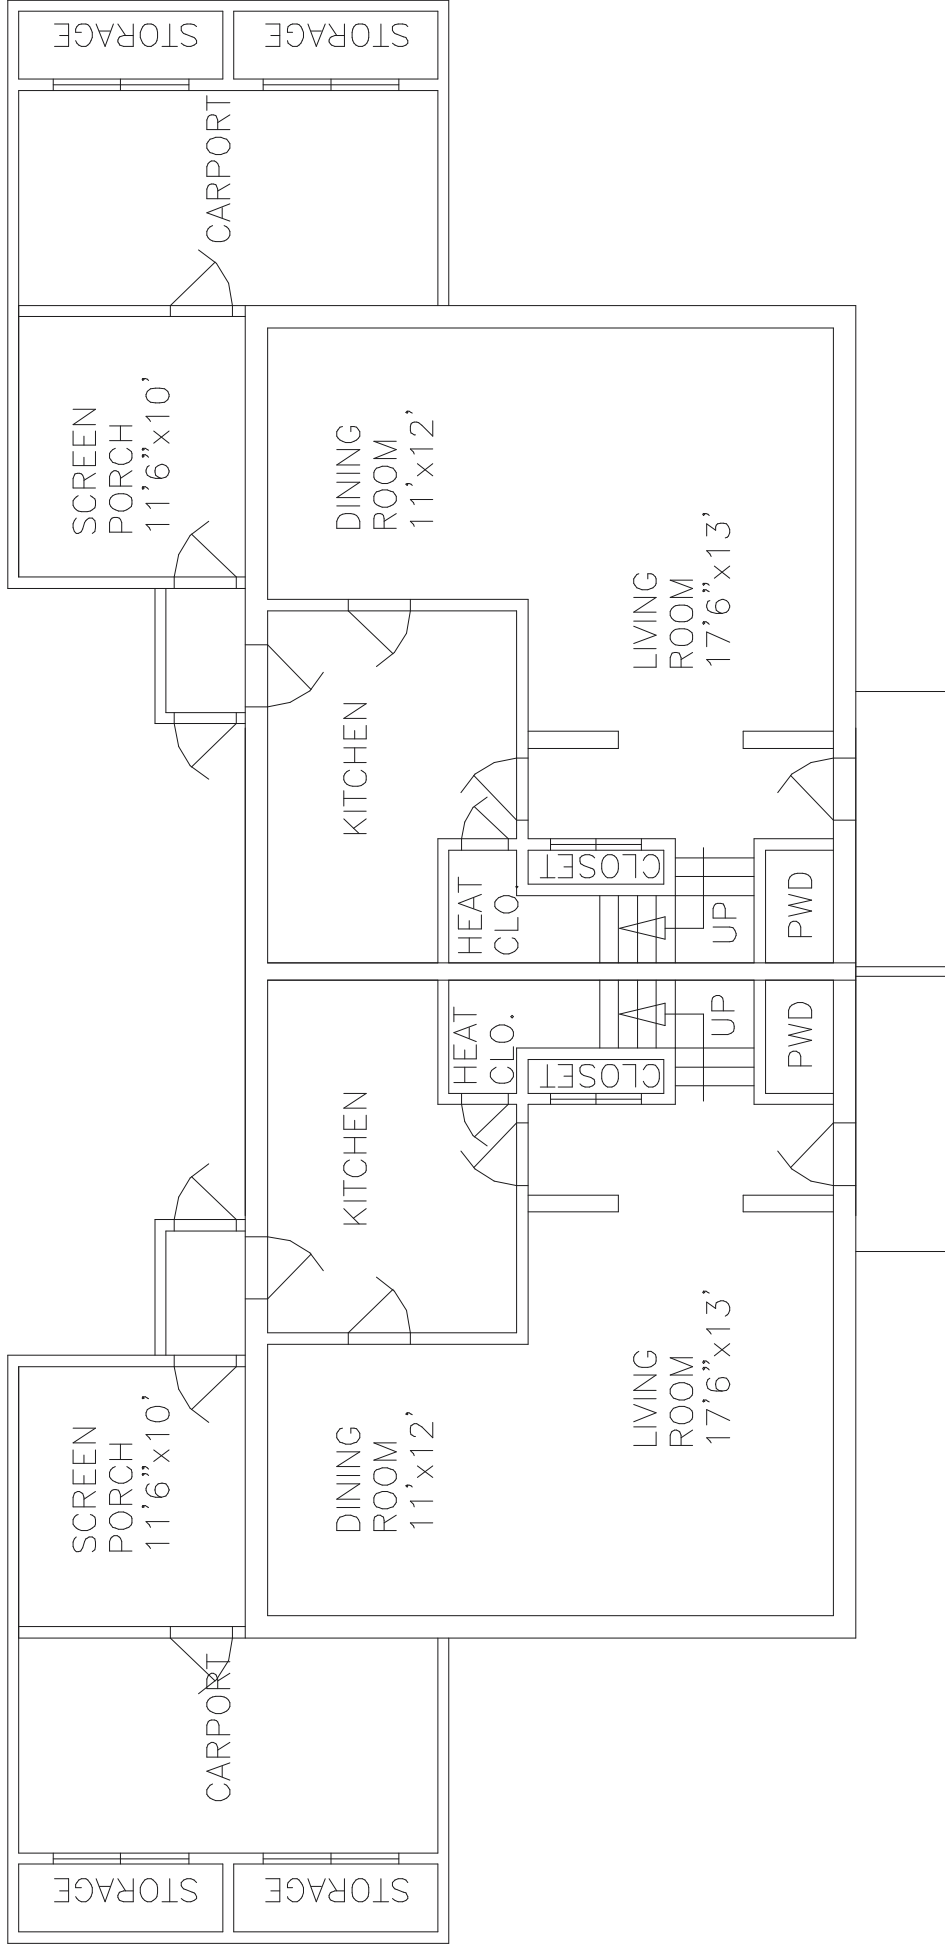 STORAGE
STORAGE
CARPORT
SCREEN
PORCH
11'6"x10'
DINING
ROOM
11'x12'
LIVING
ROOM
17'6"x13'
KITCHEN
HEAT
CLO.
CLOSET
UP
PWD
HEAT
CLO.
CLOSET
UP
PWD
KITCHEN
LIVING
ROOM
17'6"x13'
DINING
ROOM
11'x12'
SCREEN
PORCH
11'6"x10'
CARPORT
STORAGE
STORAGE